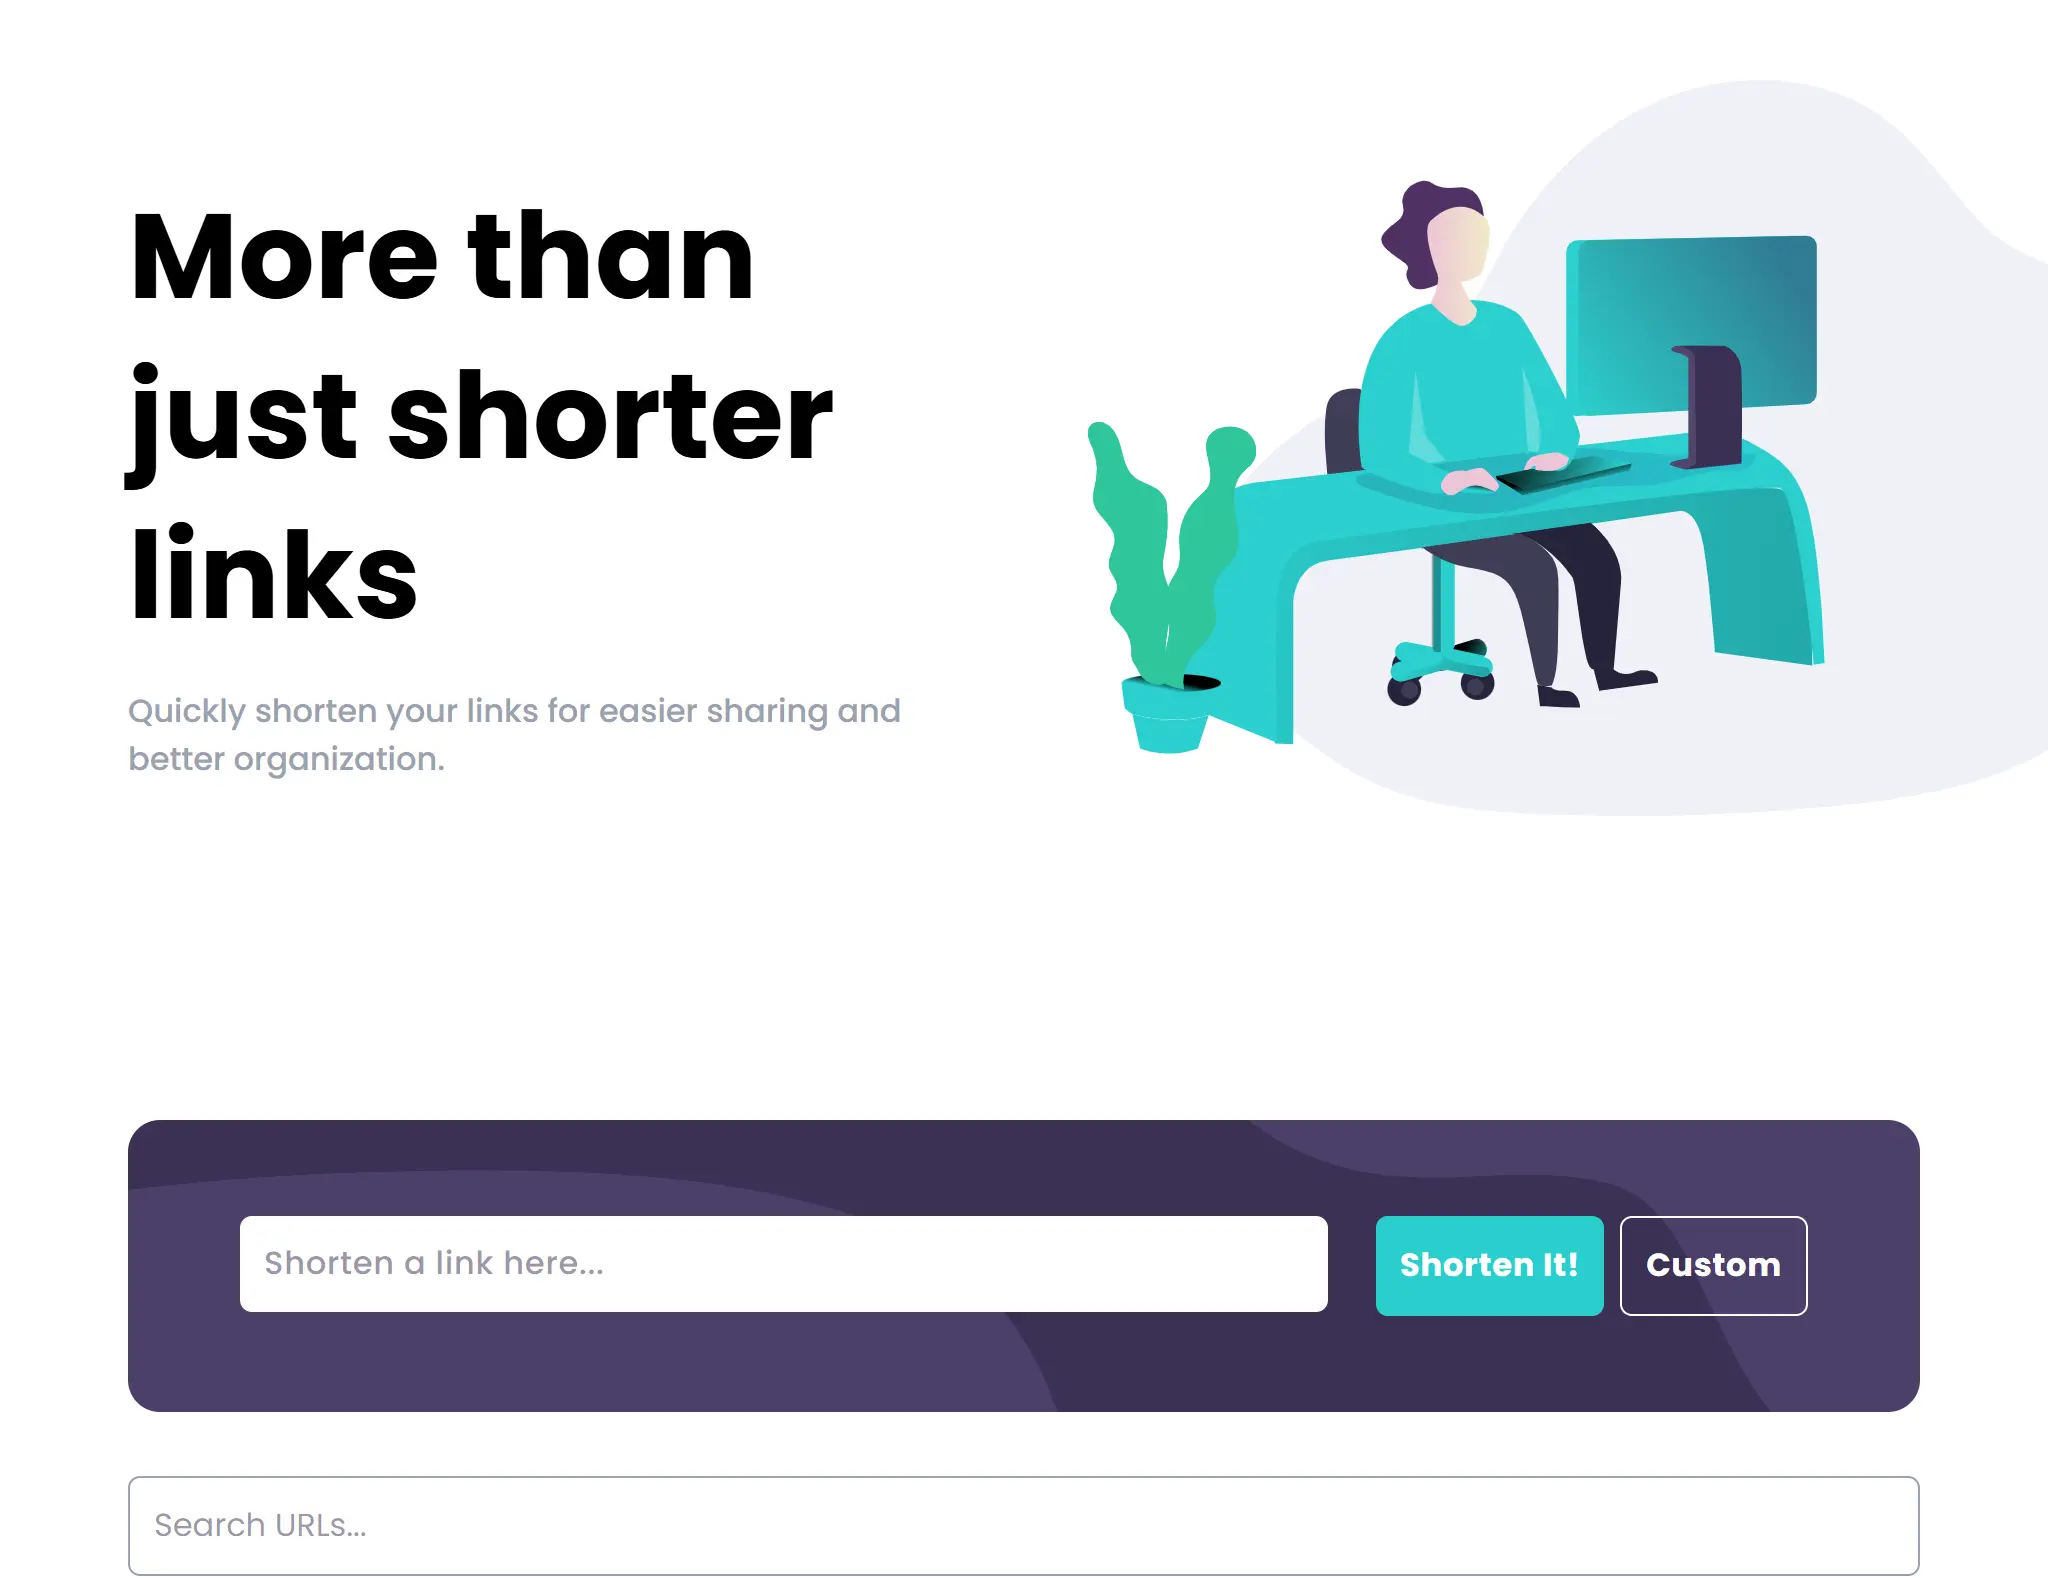 More than
just shorter
links
Quickly shorten your links for easier sharing and
better organization.
Shorten a link here...
Shorten It!
Custom
Search URLs...